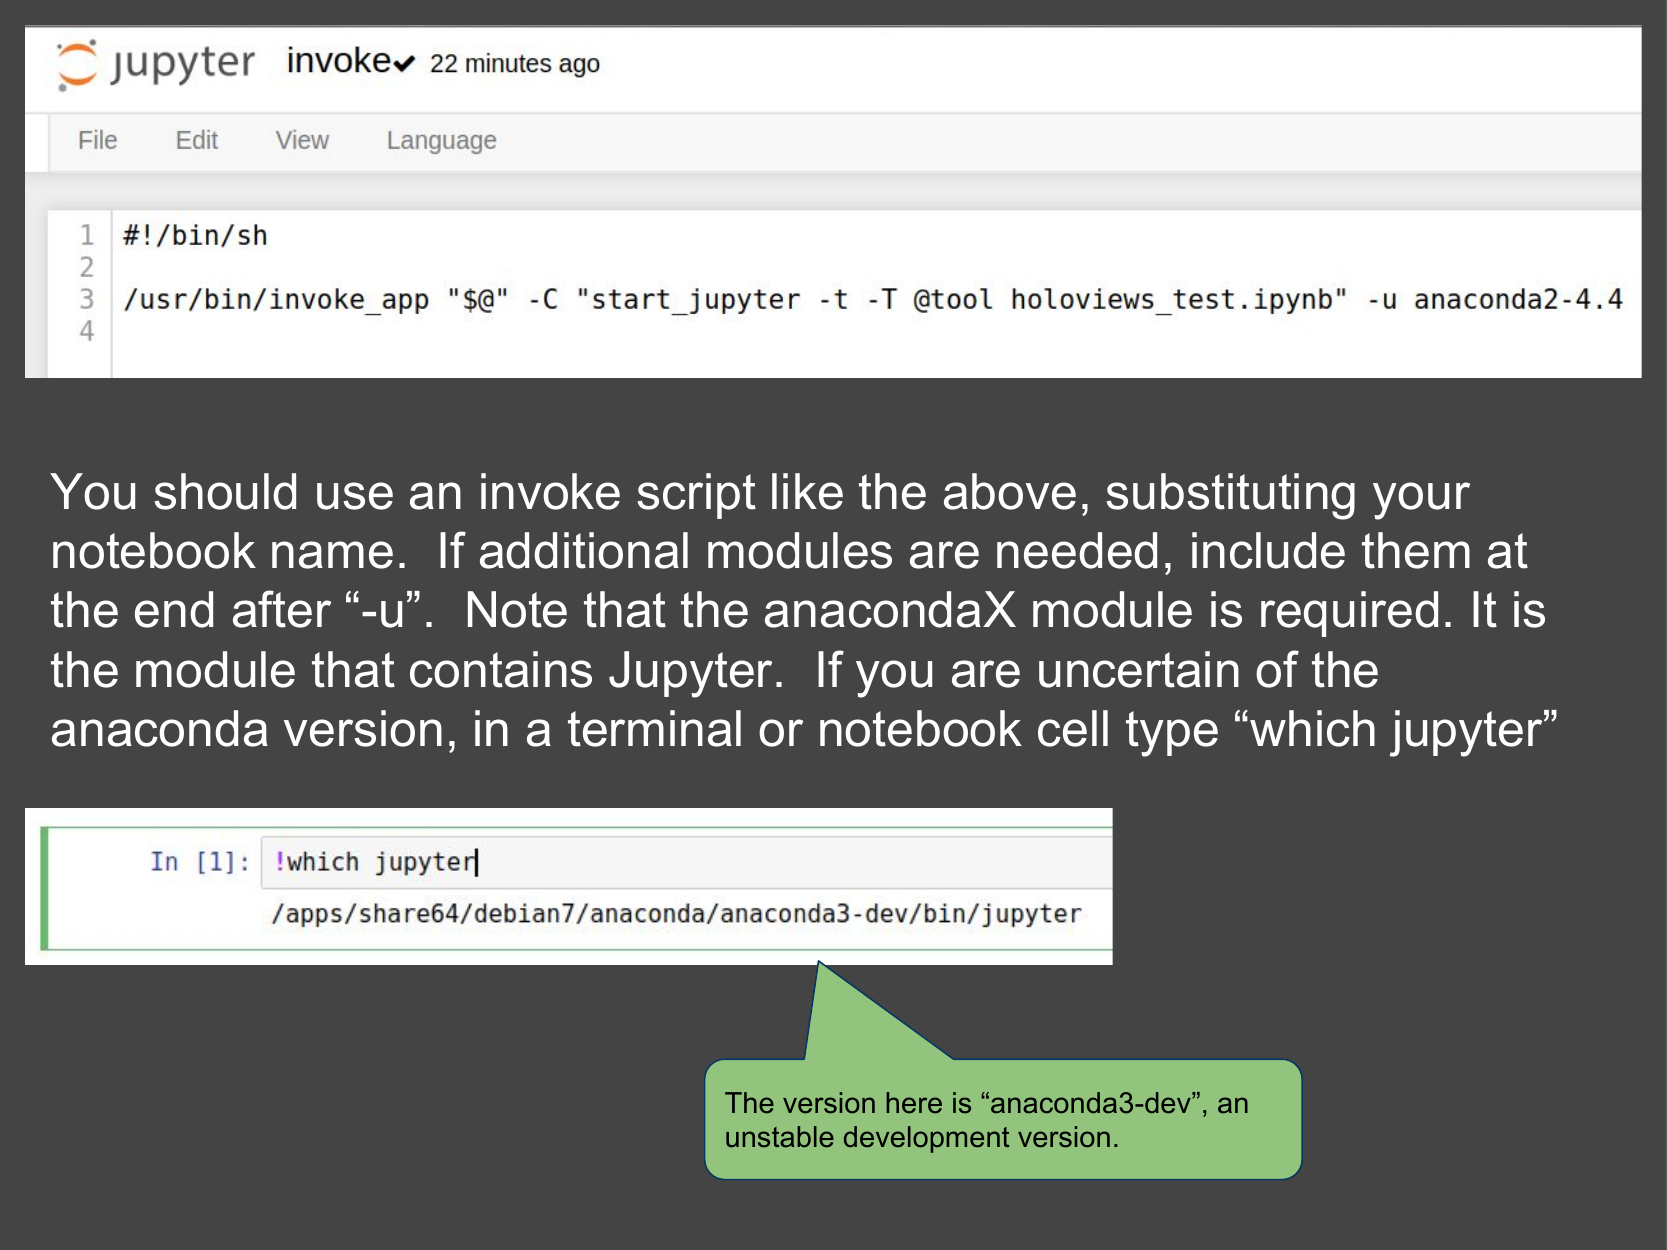 jupyter invoke✔ 22 minutes ago
File Edit View Language
1 #!/bin/sh
2
3 /usr/bin/invoke_app "$@" -C "start_jupyter -t -T @tool holoviews_test.ipynb" -u anaconda2-4.4
4
You should use an invoke script like the above, substituting your
notebook name.  If additional modules are needed, include them at
the end after “-u”.  Note that the anacondaX module is required. It is
the module that contains Jupyter.  If you are uncertain of the
anaconda version, in a terminal or notebook cell type “which jupyter”
In [1]: !which jupyter
/apps/share64/debian7/anaconda/anaconda3-dev/bin/jupyter
The version here is “anaconda3-dev”, an
unstable development version.